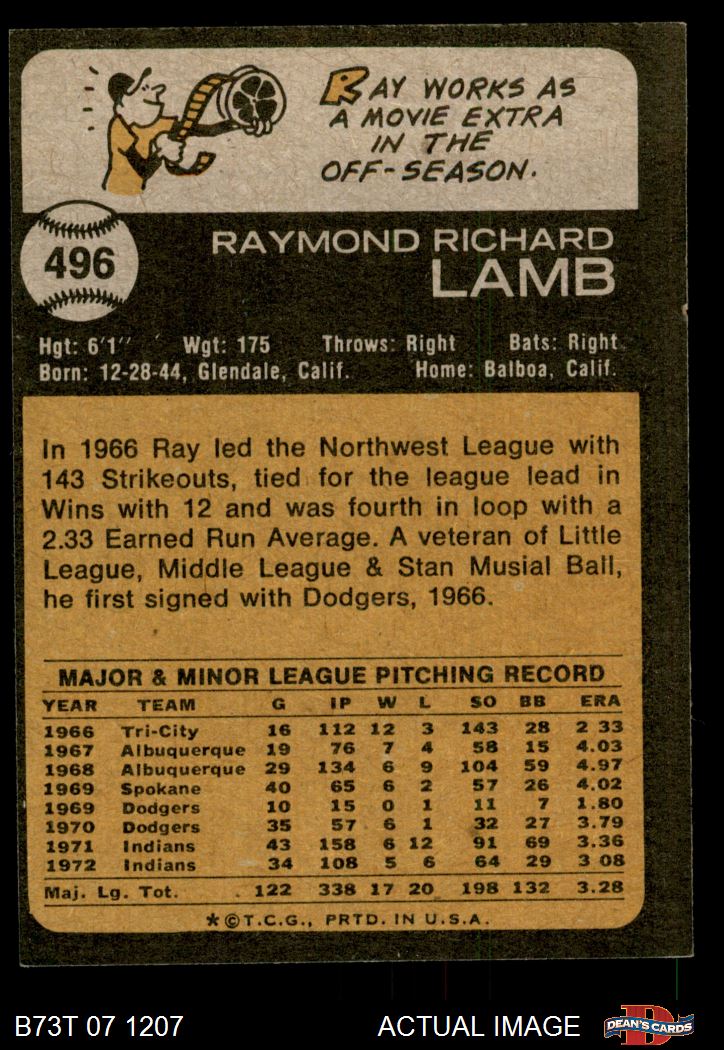 RAY WORKS AS
A MOVIE EXTRA
IN THE
OFF-SEASON.
496
RAYMOND RICHARD
LAMB
Hgt: 6'1" Wgt: 175 Throws: Right Bats: Right
Born: 12-28-44, Glendale, Calif. Home: Balboa, Calif.
In 1966 Ray led the Northwest League with
143 Strikeouts, tied for the league lead in
Wins with 12 and was fourth in loop with a
2.33 Earned Run Average. A veteran of Little
League, Middle League & Stan Musial Ball,
he first signed with Dodgers, 1966.
MAJOR & MINOR LEAGUE PITCHING RECORD
YEAR TEAM G IP W L SO BB ERA
1966 Tri-City 16 112 12 3 143 28 2 33
1967 Albuquerque 19 76 7 4 58 15 4.03
1968 Albuquerque 29 134 6 9 104 59 4.97
1969 Spokane 40 65 6 2 57 26 4.02
1969 Dodgers 10 15 0 1 11 7 1.80
1970 Dodgers 35 57 6 1 32 27 3.79
1971 Indians 43 158 6 12 91 69 3.36
1972 Indians 34 108 5 6 64 29 3 08
Maj. Lg. Tot. 122 338 17 20 198 132 3.28
*©T.C.G., PRTD. IN U.S.A.
B73T 07 1207 ACTUAL IMAGE
D
DEAN'S CARDS